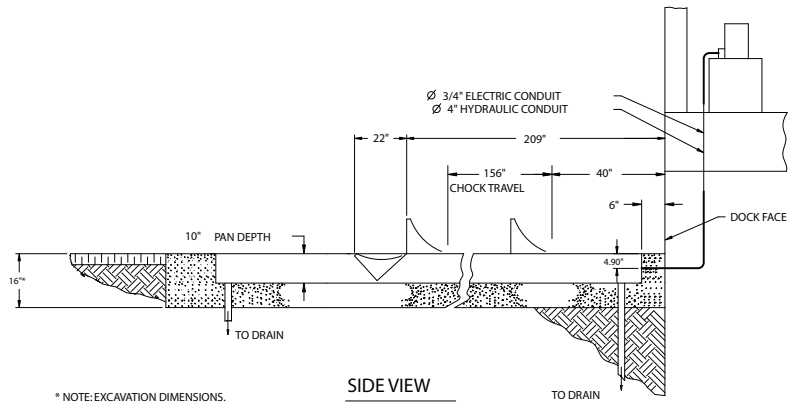 Ø 3/4" ELECTRIC CONDUIT
Ø 4" HYDRAULIC CONDUIT
22"
209"
156"
CHOCK TRAVEL
40"
6"
DOCK FACE
10" PAN DEPTH
4.90"
16"*
TO DRAIN
SIDE VIEW
TO DRAIN
* NOTE: EXCAVATION DIMENSIONS.